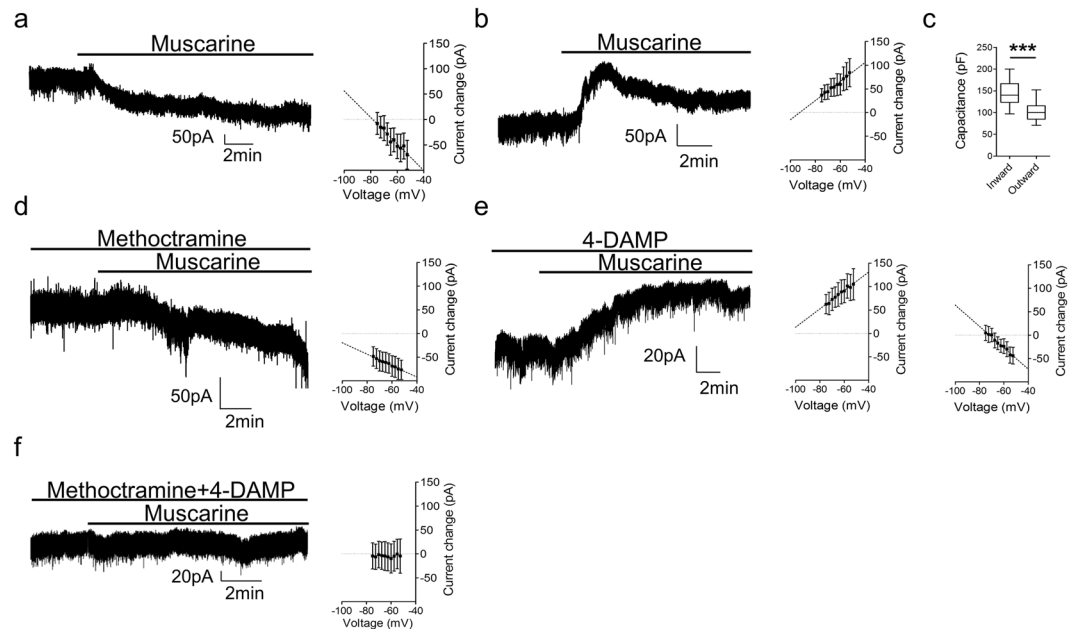 a
Muscarine
50pA
2min
150
100
50
0
-50
Current change (pA)
-100 -80 -60 -40
Voltage (mV)
b
Muscarine
50pA
2min
150
100
50
0
-50
Current change (pA)
-100 -80 -60 -40
Voltage (mV)
c
***
Capacitance (pF)
250
200
150
100
50
0
Inward
Outward
d
Methoctramine
Muscarine
50pA
2min
150
100
50
0
-50
Current change (pA)
-100 -80 -60 -40
Voltage (mV)
e
4-DAMP
Muscarine
20pA
2min
150
100
50
0
-50
Current change (pA)
-100 -80 -60 -40
Voltage (mV)
150
100
50
0
-50
Current change (pA)
-100 -80 -60 -40
Voltage (mV)
f
Methoctramine+4-DAMP
Muscarine
20pA
2min
150
100
50
0
-50
Current change (pA)
-100 -80 -60 -40
Voltage (mV)